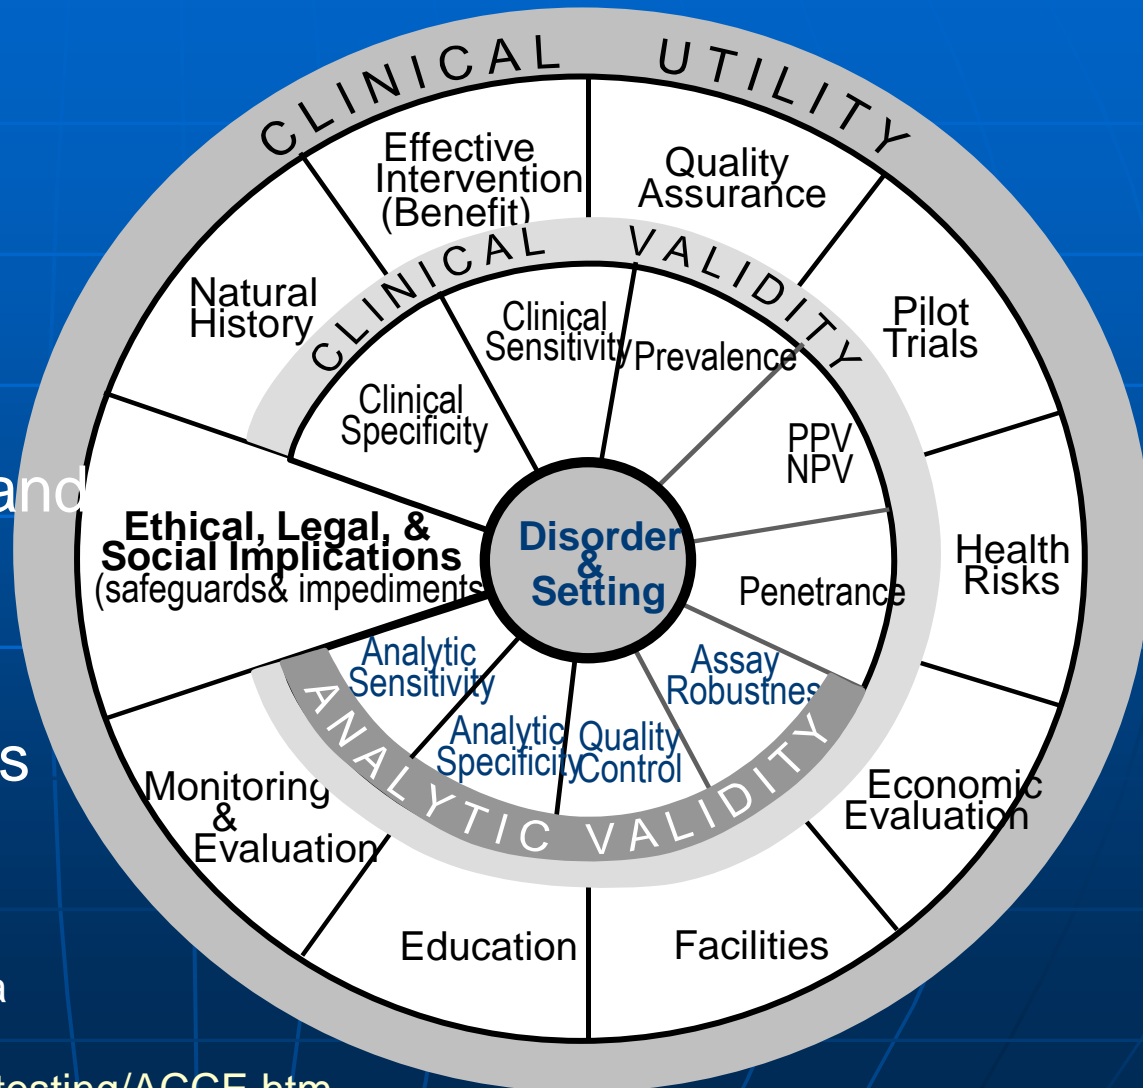 CLINICAL UTILITY
Effective
Intervention
(Benefit)
Quality
Assurance
Natural
History
Pilot
Trials
CLINICAL VALIDITY
Clinical
Sensitivity
Prevalence
Clinical
Specificity
PPV
NPV
and
Ethical, Legal, &
Social Implications
(safeguards& impediments
Disorder
&
Setting
Health
Risks
Penetrance
Analytic
Sensitivity
Assay
Robustnes
Analytic
Specificity
Quality
Control
ANALYTIC VALIDITY
s
Monitoring
&
Evaluation
Economic
Evaluation
Education
Facilities
a
testing/ACCE.htm